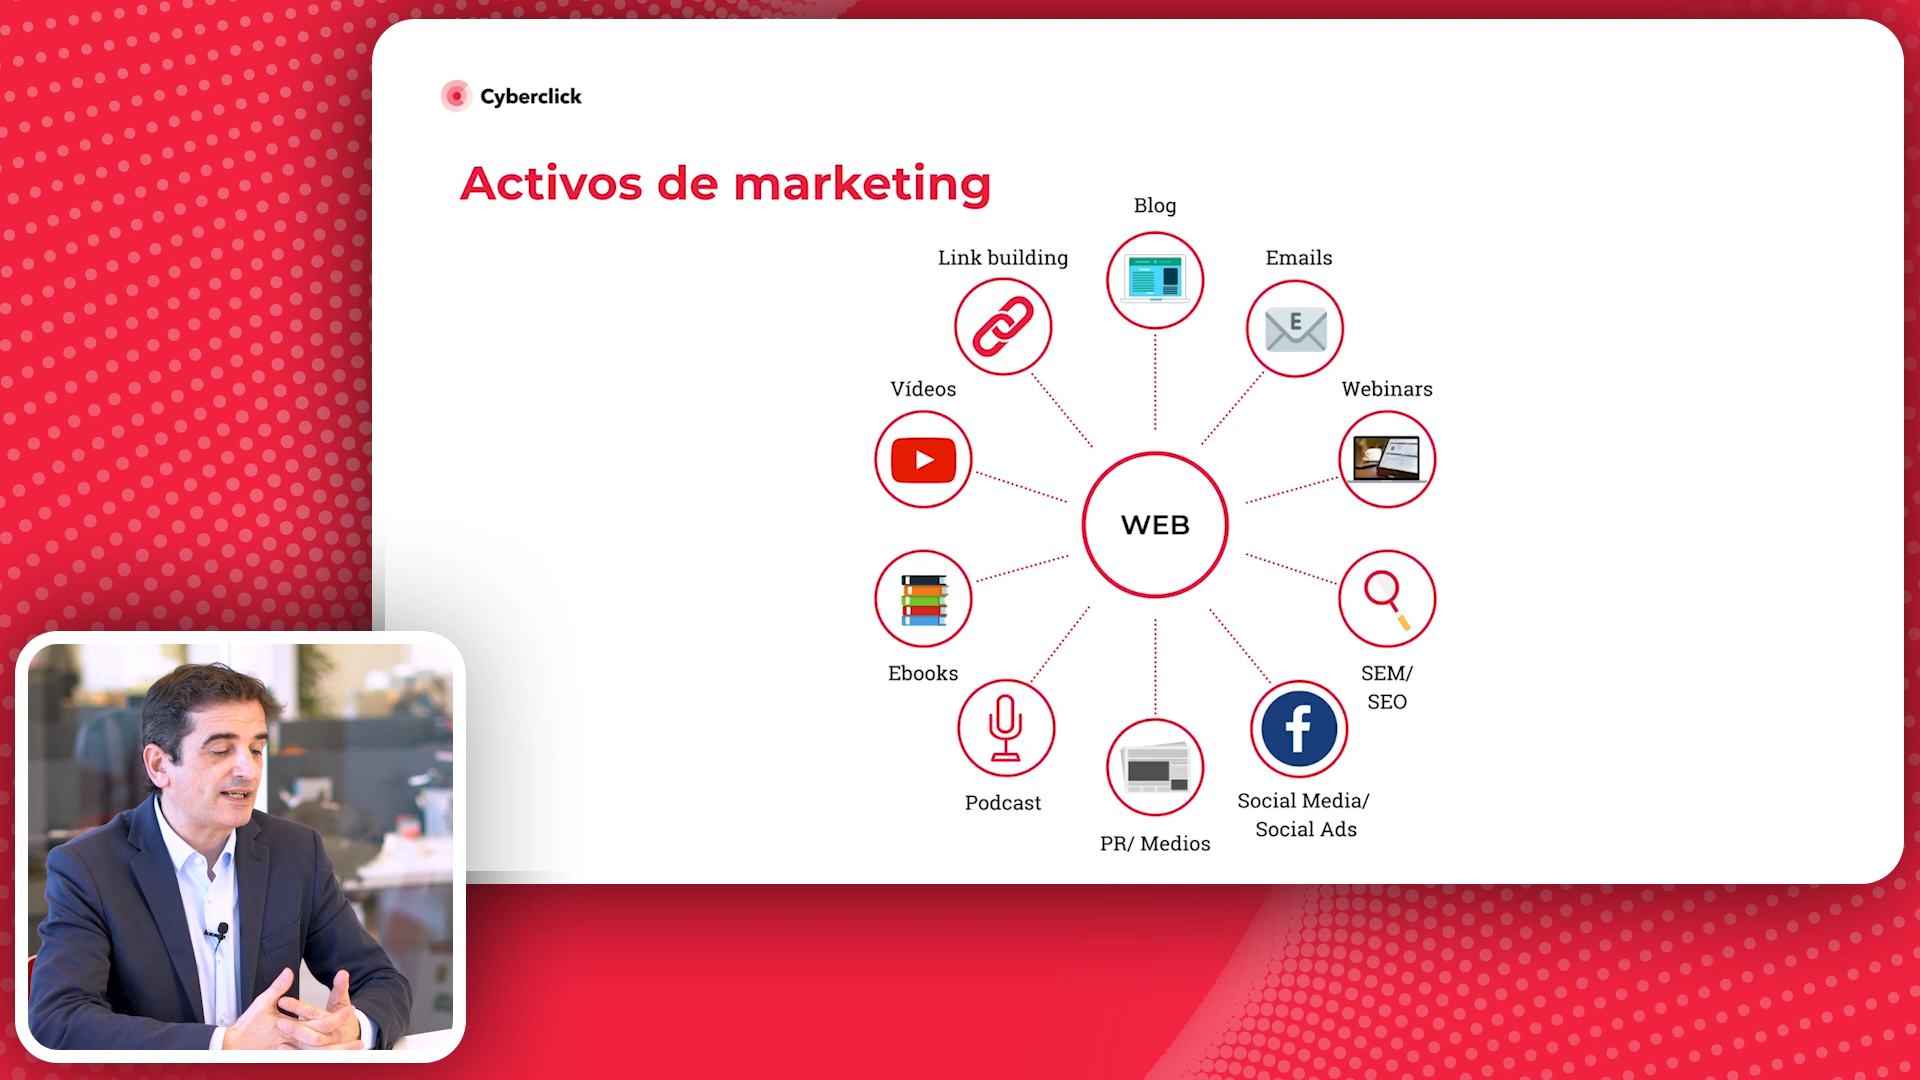 Cyberclick
Activos de marketing
Blog
Link building
Emails
E
Vídeos
Webinars
WEB
Ebooks
SEM/
SEO
Podcast
Social Media/
Social Ads
PR/ Medios